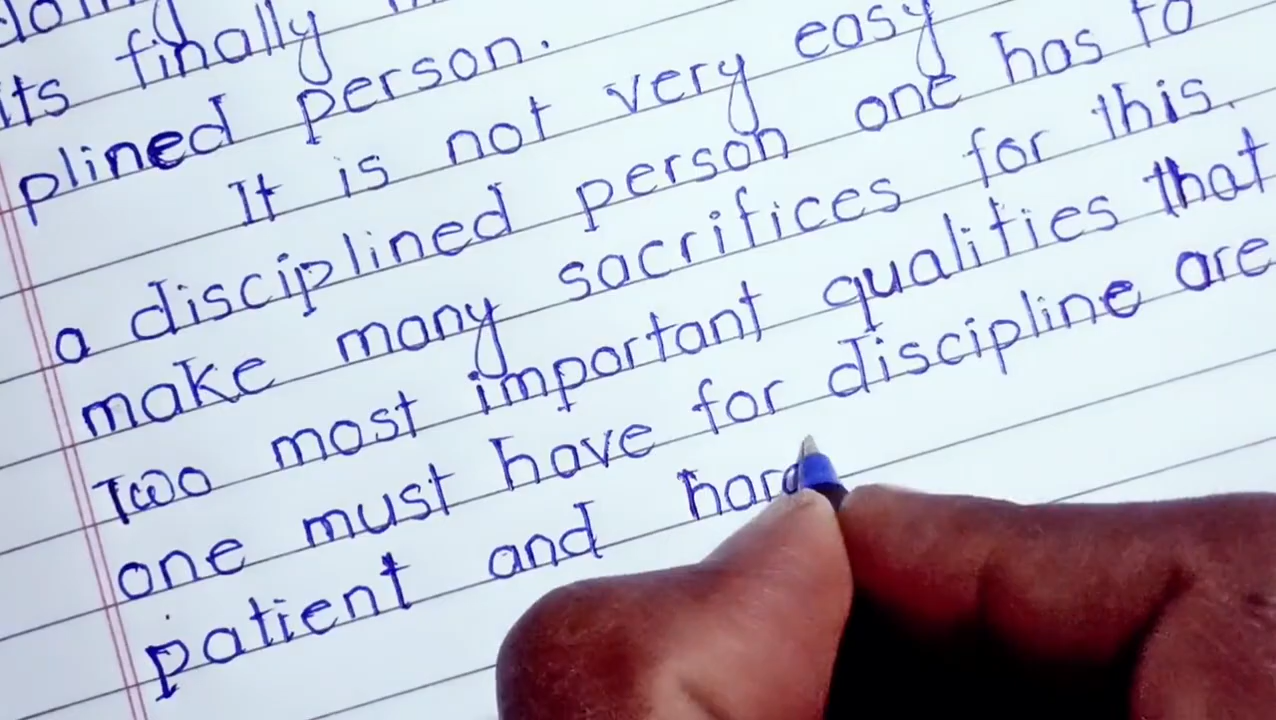 its finally
plined person.
It is not very easy
a disciplined person one has to
make many sacrifices for this.
Two most important qualities that
one must have for discipline are
patient and hard